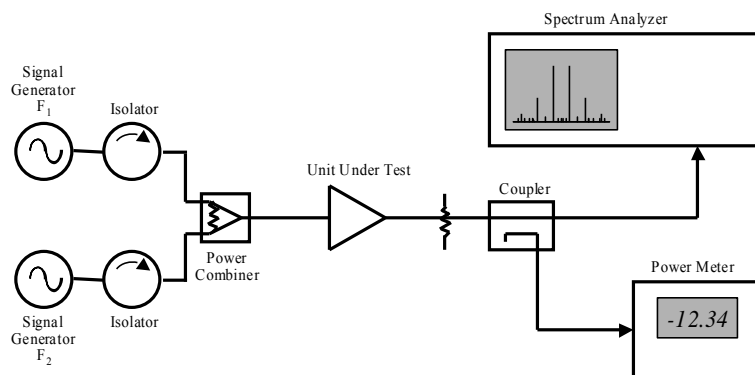 Spectrum Analyzer
Signal
Generator
F1
Isolator
Unit Under Test
Coupler
Power
Combiner
Power Meter
-12.34
Signal
Generator
F2
Isolator